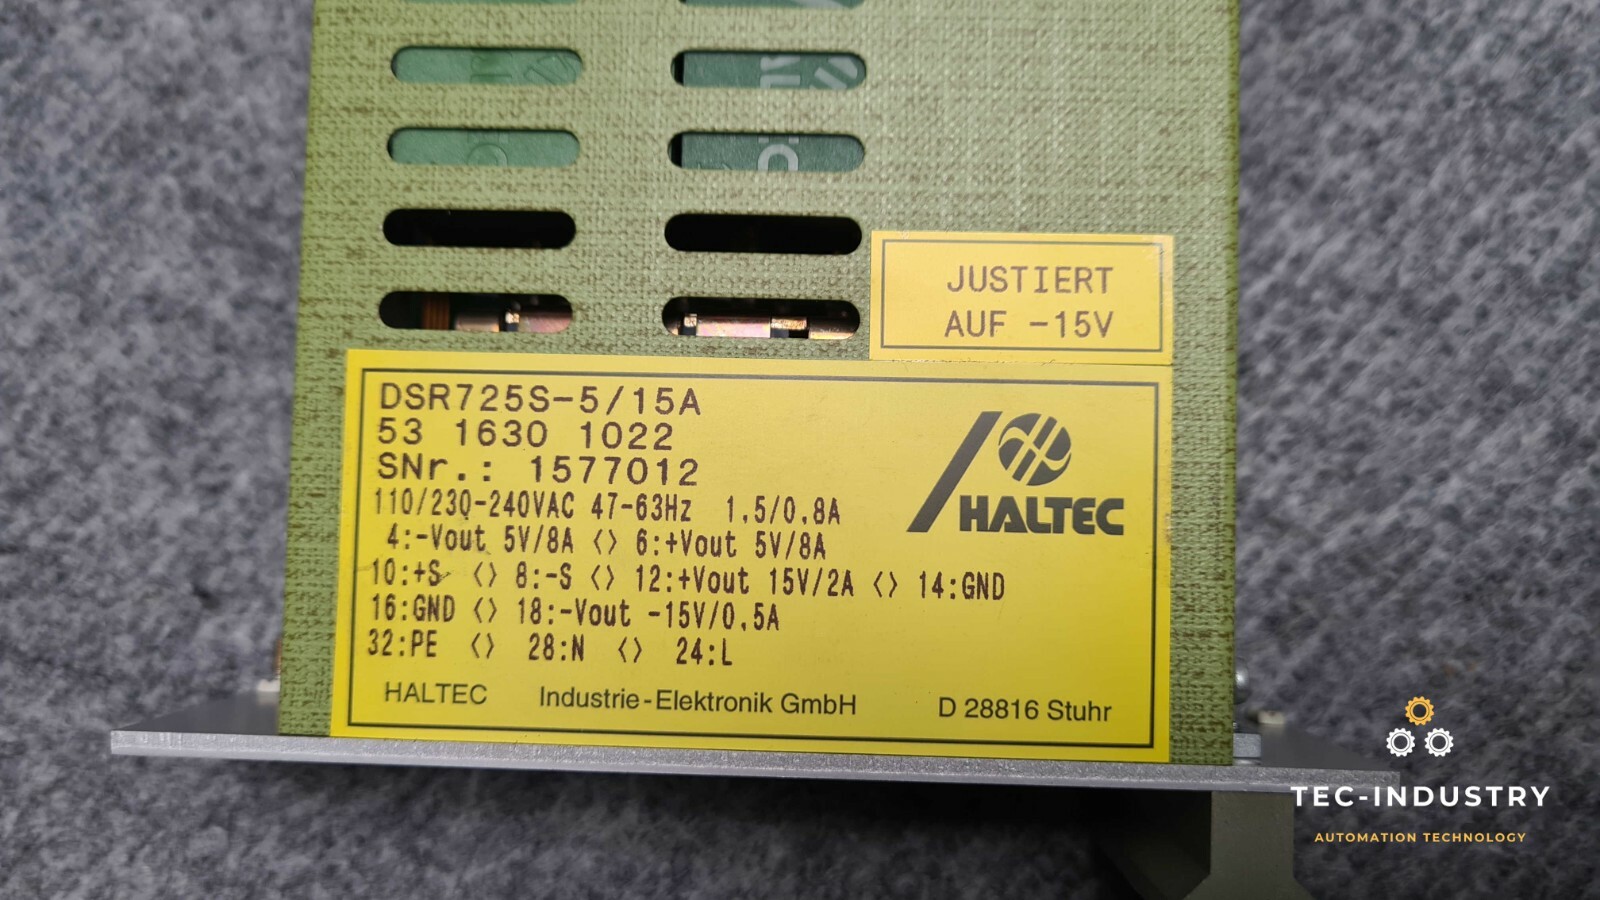 JUSTIERT
AUF -15V
DSR725S-5/15A
53 1630 1022
SNr.: 1577012
110/230-240VAC 47-63Hz 1.5/0.8A
4:-Vout 5V/8A <> 6:+Vout 5V/8A
10:+S <> 8:-S <> 12:+Vout 15V/2A <> 14:GND
16:GND <> 18:-Vout -15V/0.5A
32:PE <> 28:N <> 24:L
HALTEC
HALTEC Industrie-Elektronik GmbH D 28816 Stuhr
TEC-INDUSTRY
AUTOMATION TECHNOLOGY